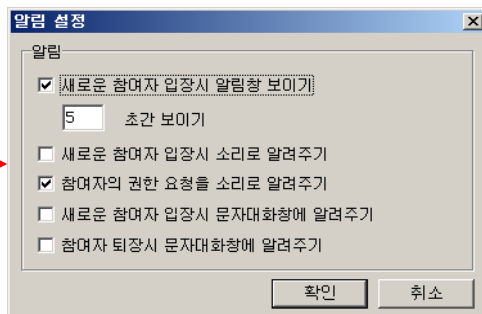 알림 설정
알림
새로운 참여자 입장시 알림창 보이기
5 초간 보이기
새로운 참여자 입장시 소리로 알려주기
참여자의 권한 요청을 소리로 알려주기
새로운 참여자 입장시 문자대화창에 알려주기
참여자 퇴장시 문자대화창에 알려주기
확인 취소